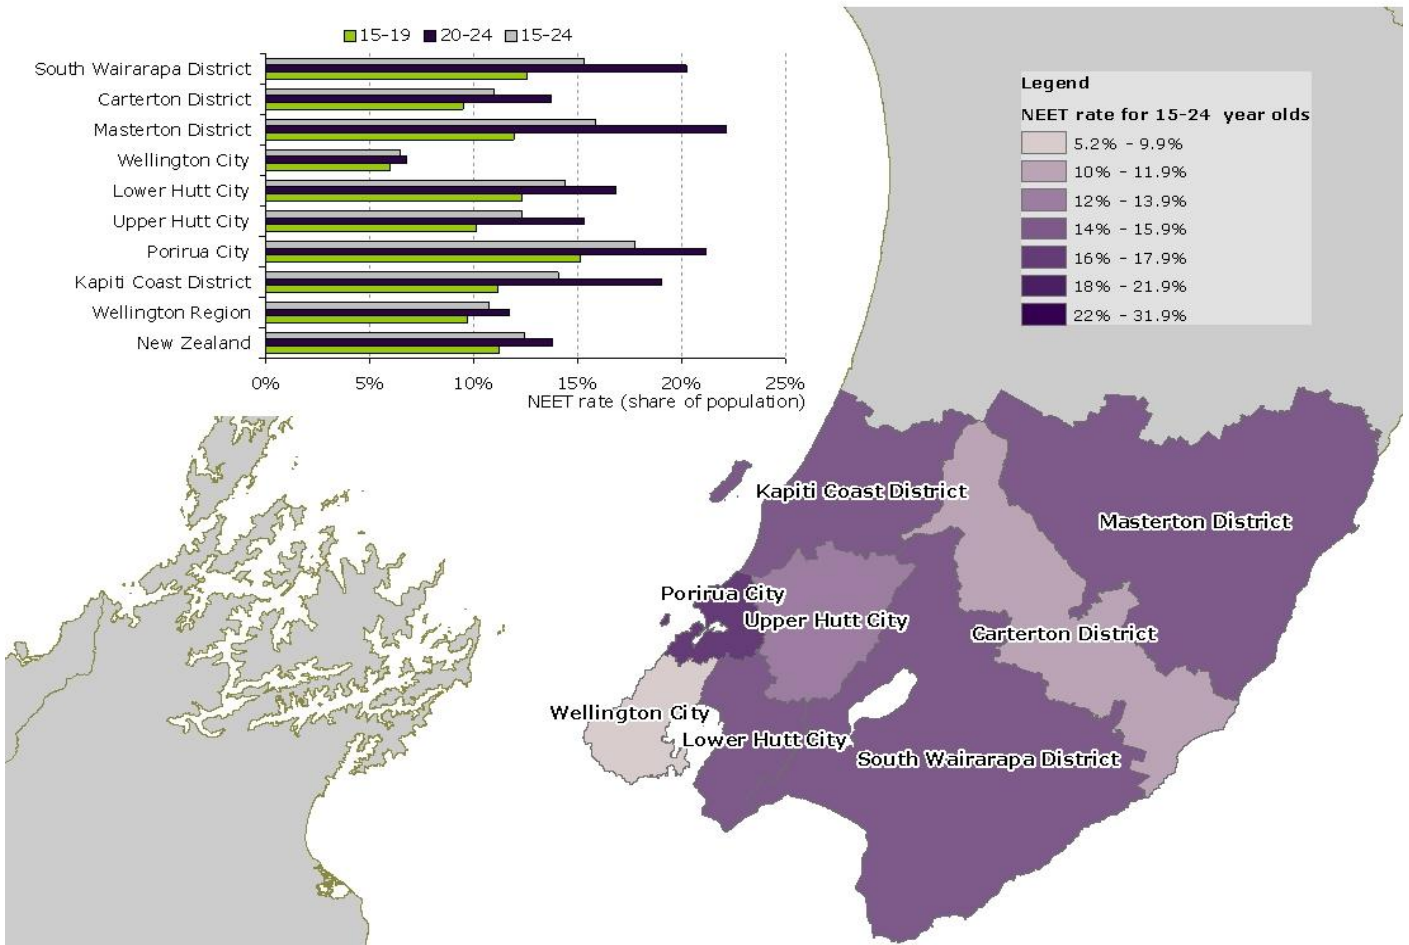 15-19 20-24 15-24
South Wairarapa District
Carterton District
Masterton District
Wellington City
Lower Hutt City
Upper Hutt City
Porirua City
Kapiti Coast District
Wellington Region
New Zealand
0% 5% 10% 15% 20% 25%
NEET rate (share of population)
Legend
NEET rate for 15-24 year olds
5.2% - 9.9%
10% - 11.9%
12% - 13.9%
14% - 15.9%
16% - 17.9%
18% - 21.9%
22% - 31.9%
Kapiti Coast District
Masterton District
Porirua City
Upper Hutt City
Carterton District
Wellington City
Lower Hutt City
South Wairarapa District